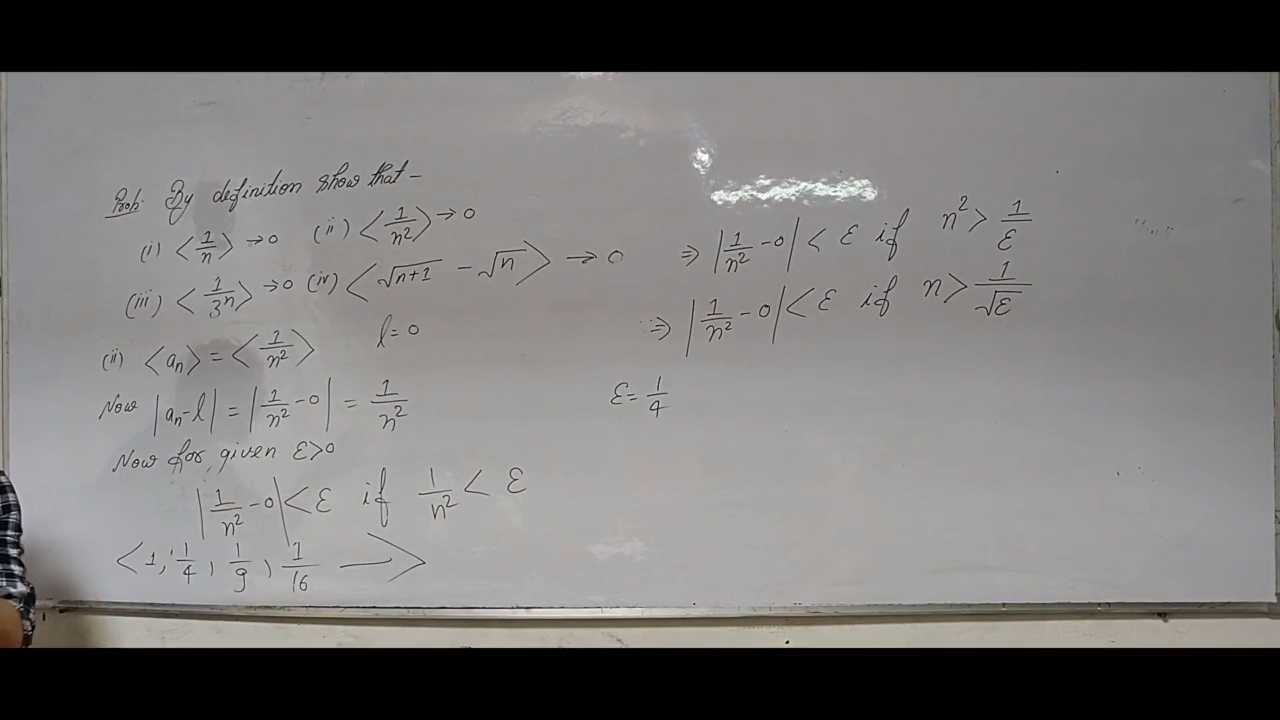 Prob. By definition show that –
(i) <1/n> → 0 (ii) <1/n²> → 0
(iii) <1/3ⁿ> → 0 (iv) <√(n+1) − √n> → 0
(ii) <aₙ> = <1/n²> l = 0
Now |aₙ − l| = |1/n² − 0| = 1/n²
Now for given ε>0
|1/n² − 0| < ε if 1/n² < ε
<1, 1/4, 1/9, 1/16 —>
⇒ |1/n² − 0| < ε if n² > 1/ε
⇒ |1/n² − 0| < ε if n > 1/√ε
ε = 1/4